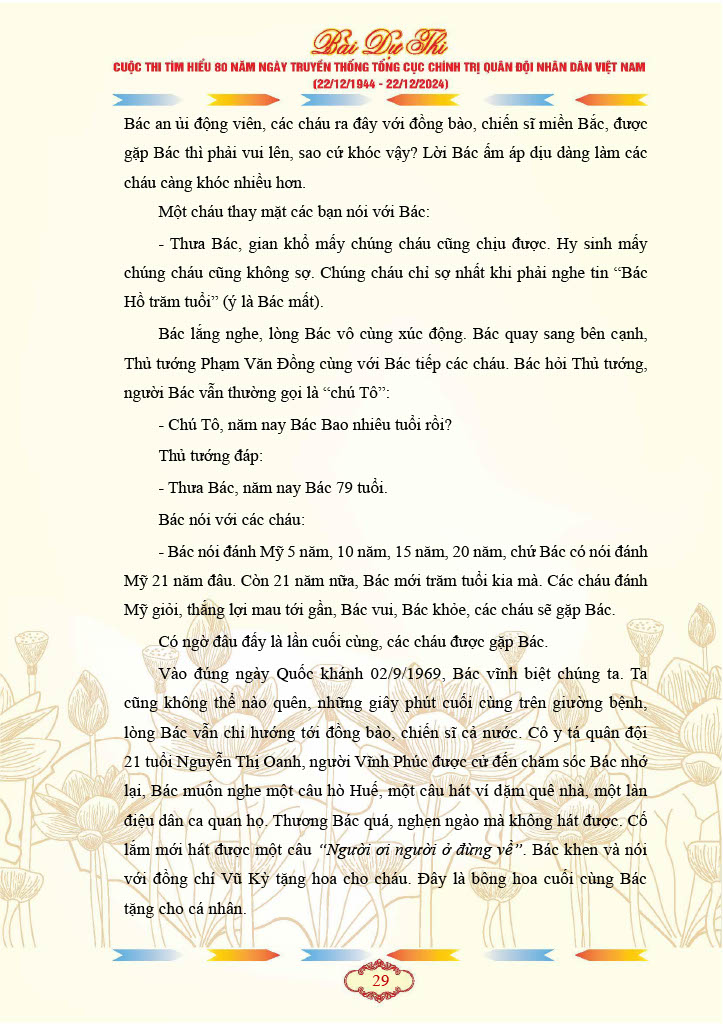 Bài Dự Thi
CUỘC THI TÌM HIỂU 80 NĂM NGÀY TRUYỀN THỐNG TỔNG CỤC CHÍNH TRỊ QUÂN ĐỘI NHÂN DÂN VIỆT NAM
(22/12/1944 - 22/12/2024)
Bác an ủi động viên, các cháu ra đây với đồng bào, chiến sĩ miền Bắc, được
gặp Bác thì phải vui lên, sao cứ khóc vậy? Lời Bác ấm áp dịu dàng làm các
cháu càng khóc nhiều hơn.
Một cháu thay mặt các bạn nói với Bác:
- Thưa Bác, gian khổ mấy chúng cháu cũng chịu được. Hy sinh mấy
chúng cháu cũng không sợ. Chúng cháu chỉ sợ nhất khi phải nghe tin “Bác
Hồ trăm tuổi” (ý là Bác mất).
Bác lắng nghe, lòng Bác vô cùng xúc động. Bác quay sang bên cạnh,
Thủ tướng Phạm Văn Đồng cùng với Bác tiếp các cháu. Bác hỏi Thủ tướng,
người Bác vẫn thường gọi là “chú Tô”:
- Chú Tô, năm nay Bác Bao nhiêu tuổi rồi?
Thủ tướng đáp:
- Thưa Bác, năm nay Bác 79 tuổi.
Bác nói với các cháu:
- Bác nói đánh Mỹ 5 năm, 10 năm, 15 năm, 20 năm, chứ Bác có nói đánh
Mỹ 21 năm đâu. Còn 21 năm nữa, Bác mới trăm tuổi kia mà. Các cháu đánh
Mỹ giỏi, thắng lợi mau tới gần, Bác vui, Bác khỏe, các cháu sẽ gặp Bác.
Có ngờ đâu đấy là lần cuối cùng, các cháu được gặp Bác.
Vào đúng ngày Quốc khánh 02/9/1969, Bác vĩnh biệt chúng ta. Ta
cũng không thể nào quên, những giây phút cuối cùng trên giường bệnh,
lòng Bác vẫn chỉ hướng tới đồng bào, chiến sĩ cả nước. Cô y tá quân đội
21 tuổi Nguyễn Thị Oanh, người Vĩnh Phúc được cử đến chăm sóc Bác nhớ
lại, Bác muốn nghe một câu hò Huế, một câu hát ví dặm quê nhà, một làn
điệu dân ca quan họ. Thương Bác quá, nghẹn ngào mà không hát được. Cố
lắm mới hát được một câu “Người ơi người ở đừng về”. Bác khen và nói
với đồng chí Vũ Kỳ tặng hoa cho cháu. Đây là bông hoa cuối cùng Bác
tặng cho cá nhân.
29